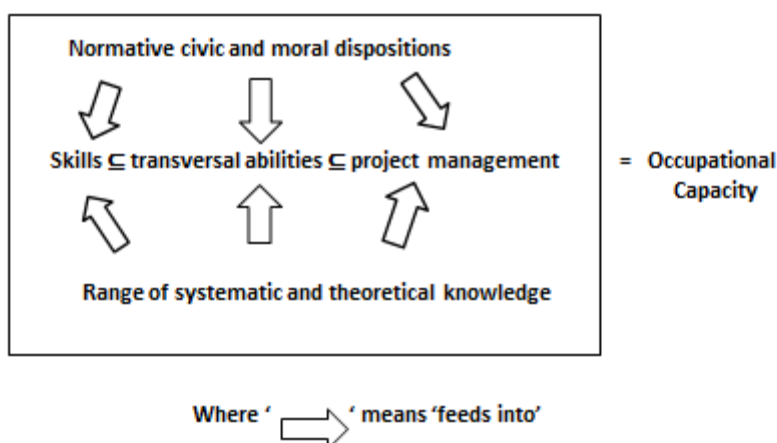 Normative civic and moral dispositions
Skills ⊆ transversal abilities ⊆ project management
= Occupational
Capacity
Range of systematic and theoretical knowledge
Where ‘ ‘ means ‘feeds into’